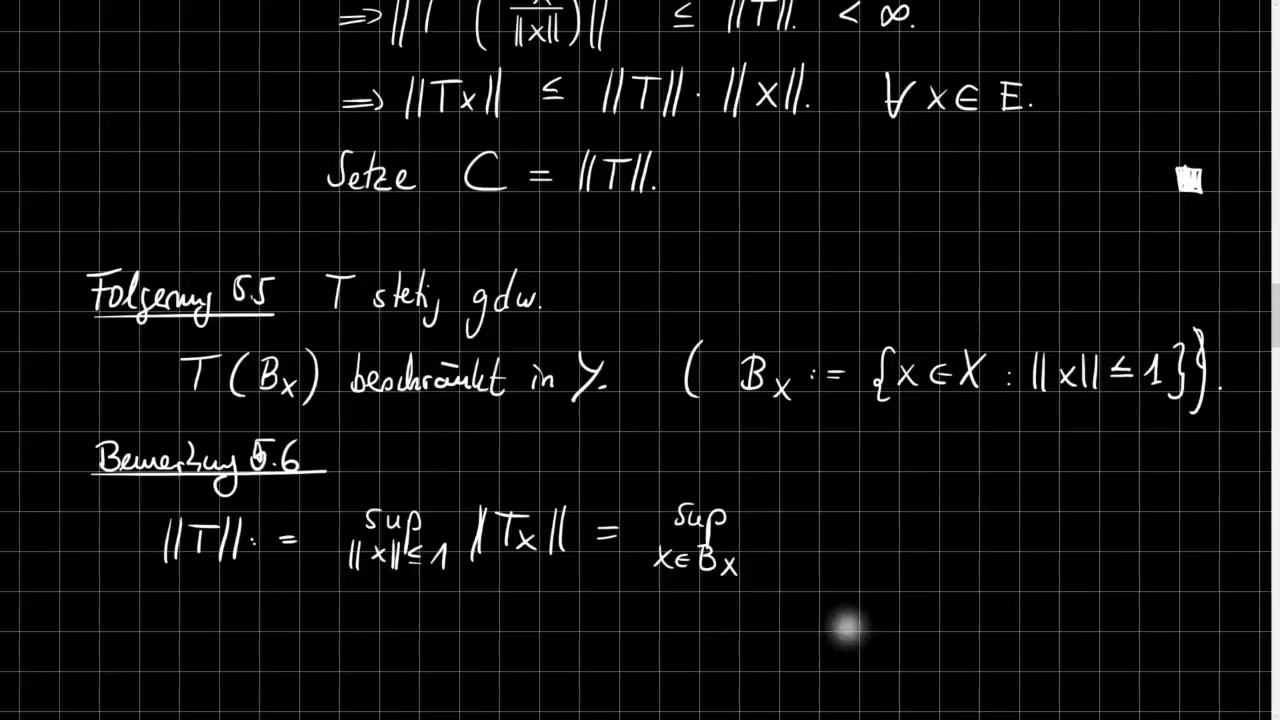 ⇒ ‖T (x/‖x‖)‖ ≤ ‖T‖. < ∞.
⇒ ‖Tx‖ ≤ ‖T‖ · ‖x‖. ∀ x ∈ E.
Setze C = ‖T‖.
Folgerung 5.5 T stetig gdw.
T(B_X) beschränkt in Y. ( B_X := {x ∈ X : ‖x‖ ≤ 1}).
Bemerkung 5.6
‖T‖ := sup_{‖x‖≤1} ‖Tx‖ = sup_{x∈B_X}